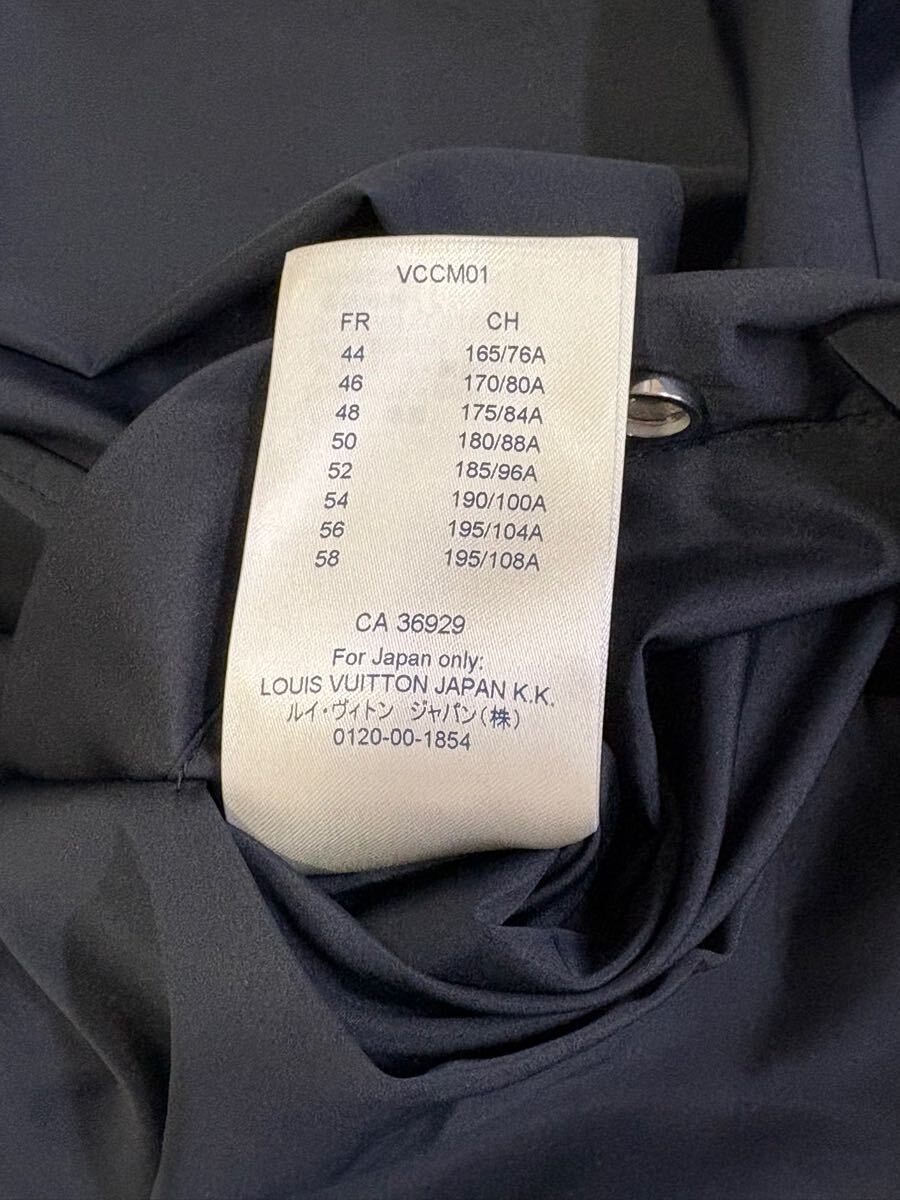 VCCM01
FR CH
44 165/76A
46 170/80A
48 175/84A
50 180/88A
52 185/96A
54 190/100A
56 195/104A
58 195/108A
CA 36929
For Japan only:
LOUIS VUITTON JAPAN K.K.
ルイ・ヴィトン ジャパン(株)
0120-00-1854